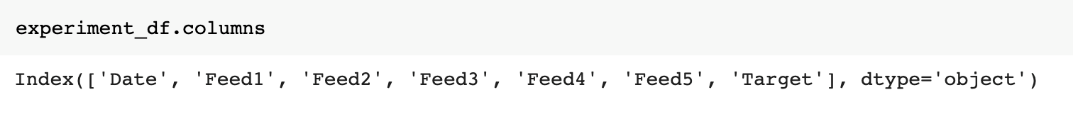 experiment_df.columns
Index(['Date', 'Feed1', 'Feed2', 'Feed3', 'Feed4', 'Feed5', 'Target'], dtype='object')